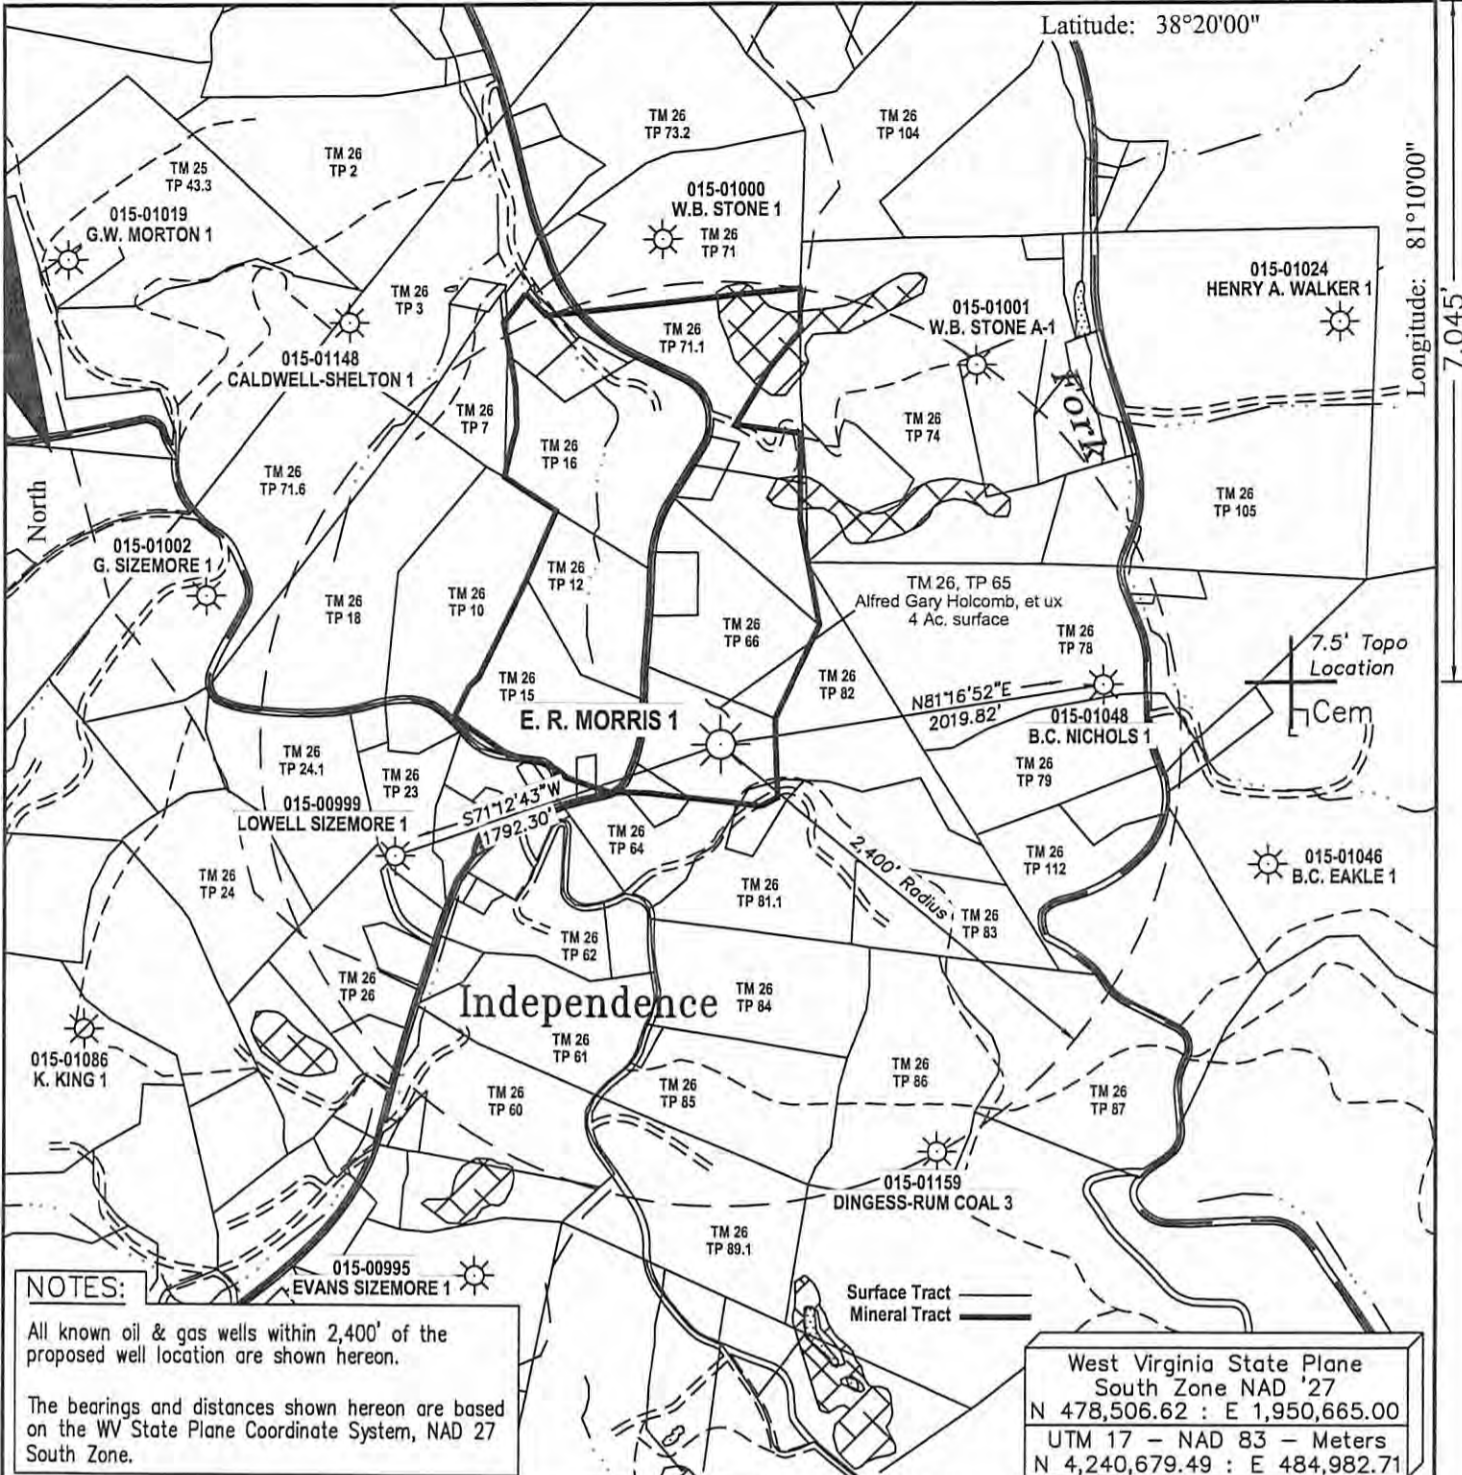 Latitude: 38°20'00"
Longitude: 81°10'00"
7,045'
TM 26
TP 73.2
TM 26
TP 104
TM 26
TP 2
TM 25
TP 43.3
015-01019
G.W. MORTON 1
015-01000
W.B. STONE 1
TM 26
TP 71
015-01024
HENRY A. WALKER 1
TM 26
TP 3
015-01001
W.B. STONE A-1
TM 26
TP 71.1
015-01148
CALDWELL-SHELTON 1
TM 26
TP 7
TM 26
TP 74
Fork
TM 26
TP 16
TM 26
TP 71.6
TM 26
TP 105
North
015-01002
G. SIZEMORE 1
TM 26
TP 12
TM 26, TP 65
Alfred Gary Holcomb, et ux
4 Ac. surface
TM 26
TP 18
TM 26
TP 10
TM 26
TP 66
TM 26
TP 78
7.5' Topo
Location
TM 26
TP 15
TM 26
TP 82
N81°16'52"E
2019.82'
E. R. MORRIS 1
015-01048
B.C. NICHOLS 1
Cem
TM 26
TP 24.1
TM 26
TP 23
TM 26
TP 79
015-00999
LOWELL SIZEMORE 1
S71°12'43"W
1792.30'
TM 26
TP 64
2,400' Radius
TM 26
TP 112
015-01046
B.C. EAKLE 1
TM 26
TP 24
TM 26
TP 81.1
TM 26
TP 83
TM 26
TP 62
TM 26
TP 26
Independence
TM 26
TP 84
015-01086
K. KING 1
TM 26
TP 61
TM 26
TP 86
TM 26
TP 60
TM 26
TP 85
TM 26
TP 87
015-01159
DINGESS-RUM COAL 3
TM 26
TP 89.1
015-00995
EVANS SIZEMORE 1
Surface Tract
Mineral Tract
NOTES:
All known oil & gas wells within 2,400' of the
proposed well location are shown hereon.
The bearings and distances shown hereon are based
on the WV State Plane Coordinate System, NAD 27
South Zone.
West Virginia State Plane
South Zone NAD '27
N 478,506.62 : E 1,950,665.00
UTM 17 - NAD 83 - Meters
N 4,240,679.49 : E 484,982.71